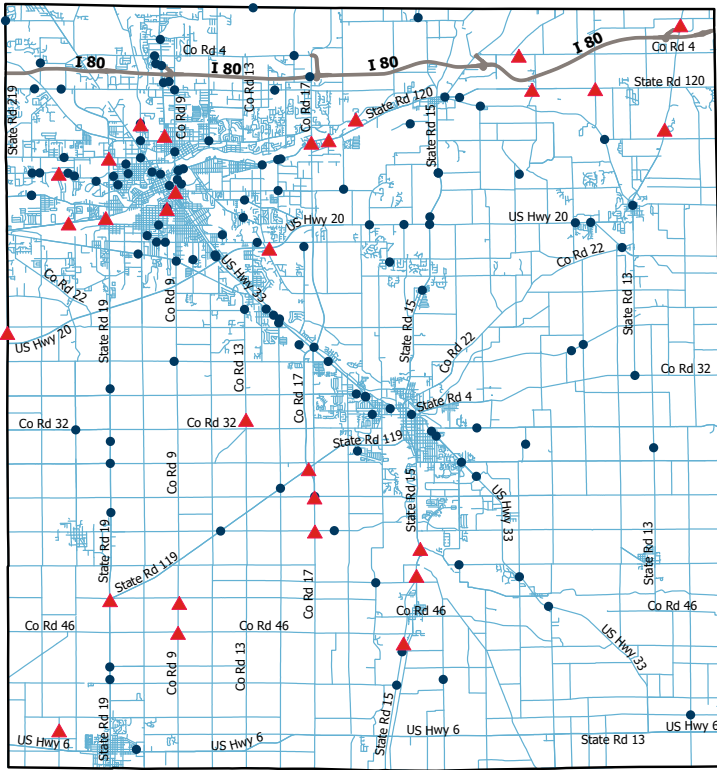 Co Rd 4
I 80
I 80
I 80
I 80
Co Rd 4
State Rd 219
Co Rd 9
Co Rd 13
Co Rd 17
State Rd 120
State Rd 120
State Rd 15
US Hwy 20
US Hwy 20
Co Rd 22
Co Rd 22
US Hwy 33
Co Rd 9
State Rd 19
US Hwy 20
Co Rd 13
State Rd 15
Co Rd 22
State Rd 13
Co Rd 32
Co Rd 17
State Rd 4
Co Rd 32
Co Rd 32
State Rd 119
Co Rd 9
State Rd 15
US Hwy 33
State Rd 19
State Rd 119
Co Rd 17
State Rd 13
Co Rd 46
Co Rd 46
Co Rd 46
Co Rd 46
US Hwy 33
Co Rd 9
Co Rd 13
State Rd 19
State Rd 15
US Hwy 6
US Hwy 6
US Hwy 6
US Hwy 6
State Rd 13